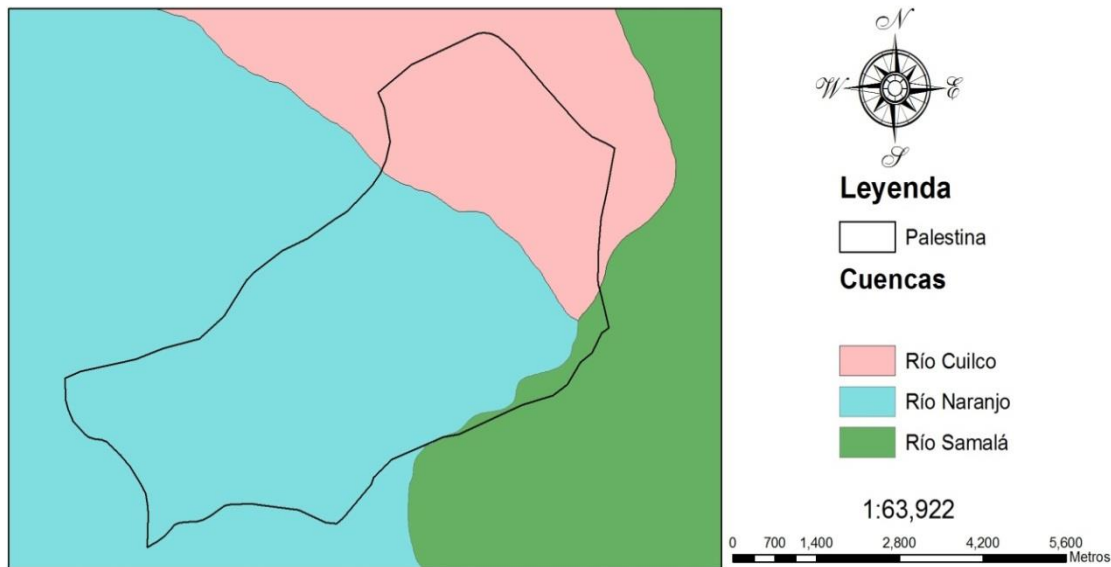 N
W E
S
Leyenda
Palestina
Cuencas
Río Cuilco
Río Naranjo
Río Samalá
1:63,922
0 700 1,400 2,800 4,200 5,600
Metros